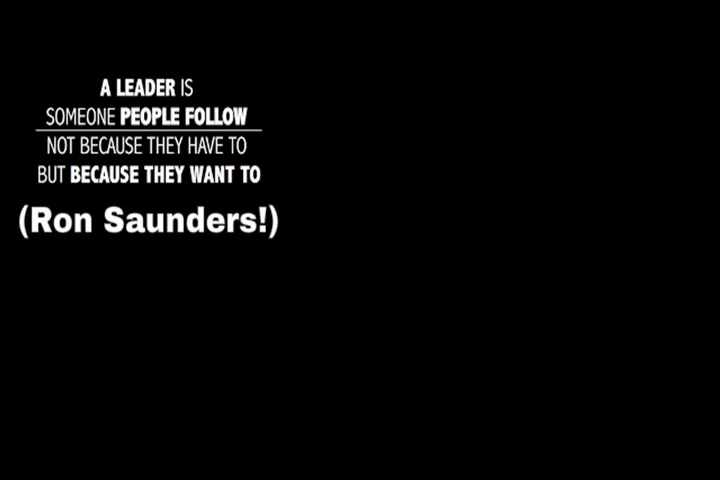 A LEADER IS
SOMEONE PEOPLE FOLLOW
NOT BECAUSE THEY HAVE TO
BUT BECAUSE THEY WANT TO
(Ron Saunders!)